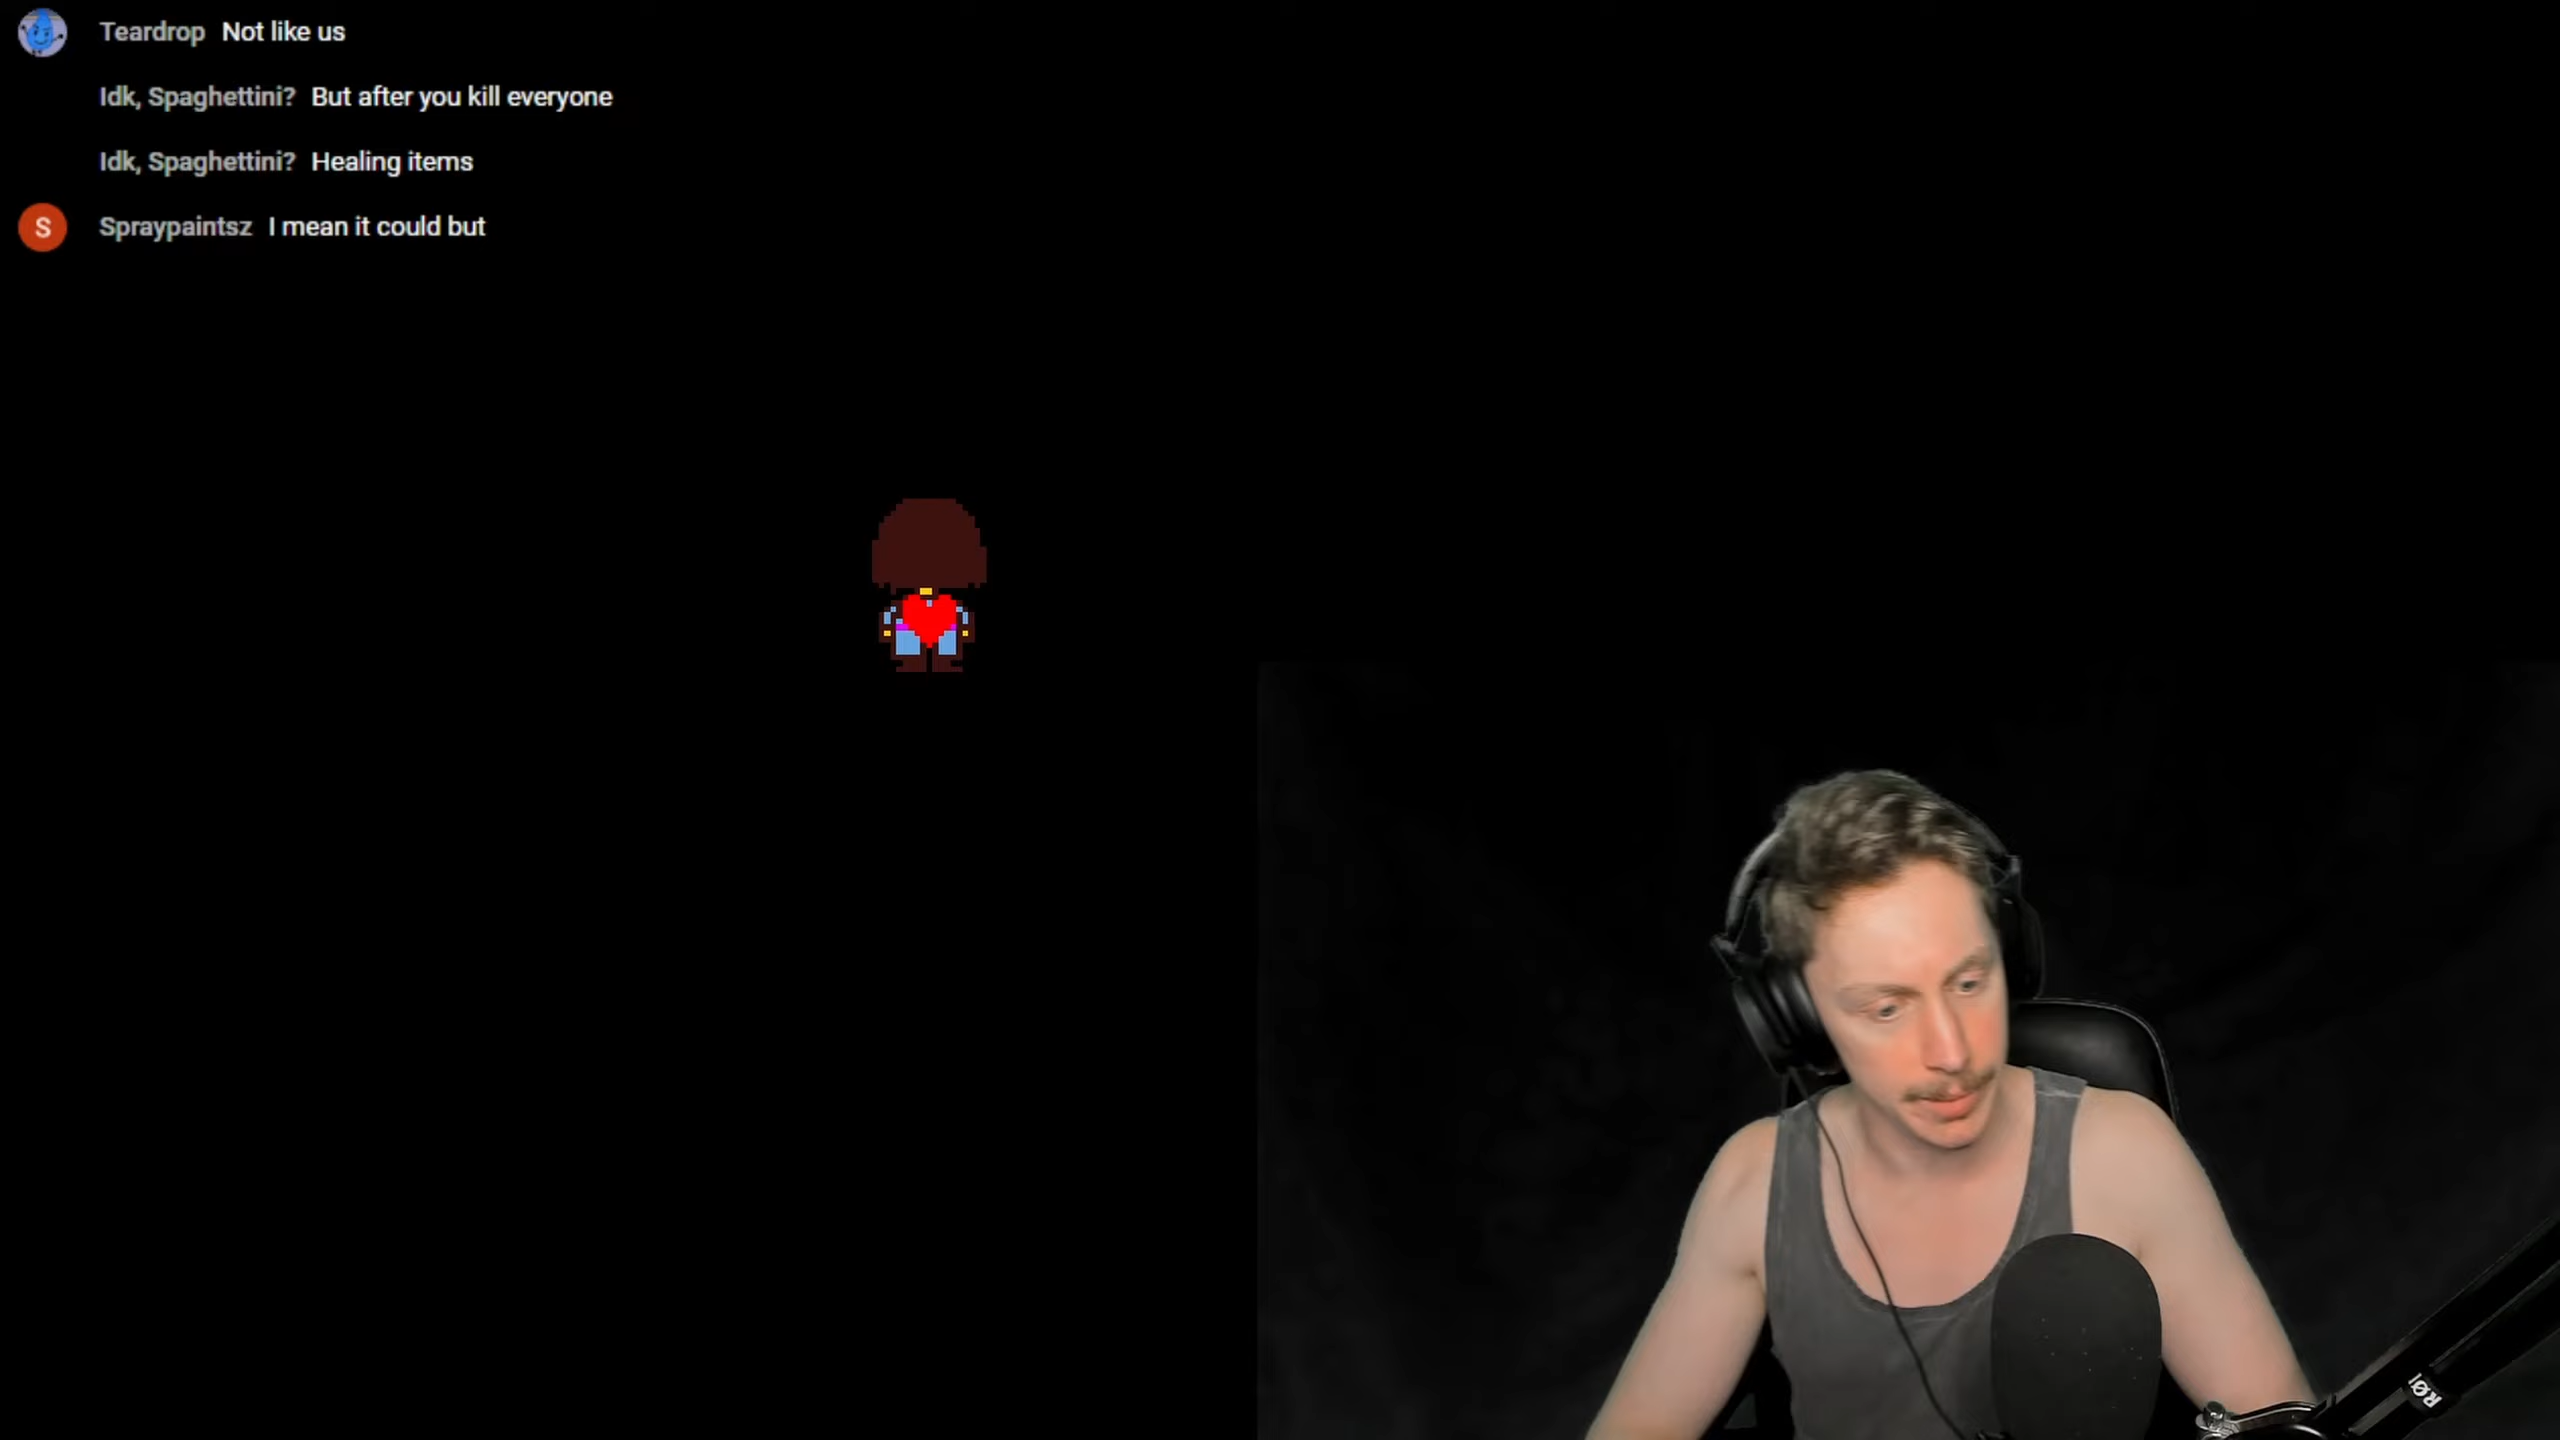 Teardrop Not like us
Idk, Spaghettini? But after you kill everyone
Idk, Spaghettini? Healing items
S Spraypaintsz I mean it could but
RØ